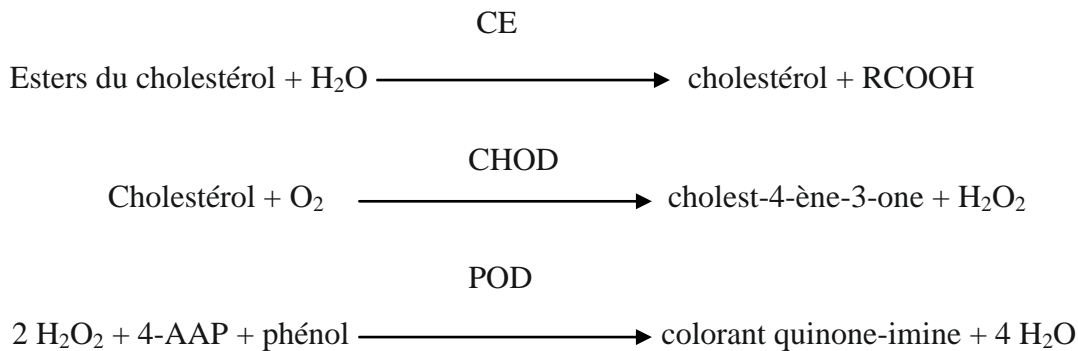 CE
Esters du cholestérol + H₂O ⟶ cholestérol + RCOOH
CHOD
Cholestérol + O₂ ⟶ cholest-4-ène-3-one + H₂O₂
POD
2 H₂O₂ + 4-AAP + phénol ⟶ colorant quinone-imine + 4 H₂O